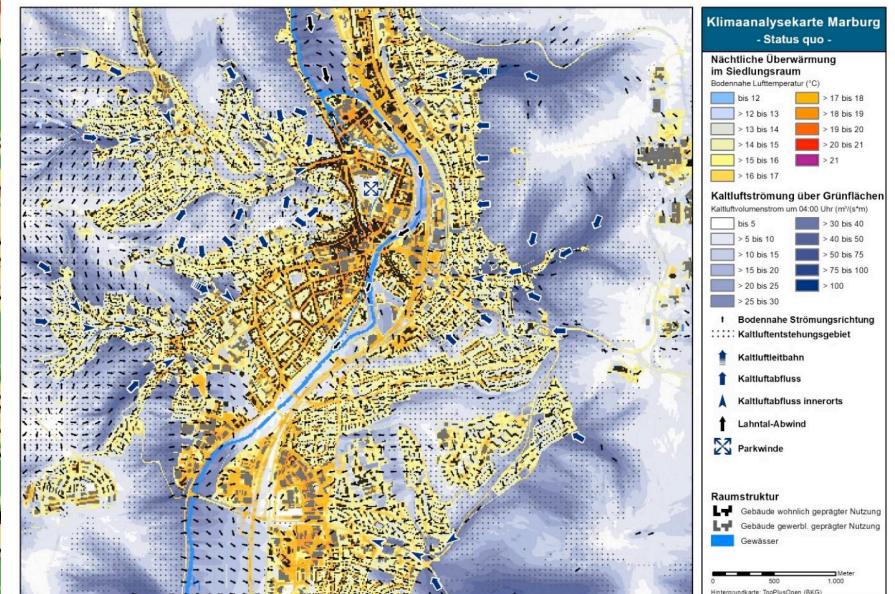 Klimaanalysekarte Marburg
- Status quo -
Nächtliche Überwärmung
im Siedlungsraum
Bodennahe Lufttemperatur (°C)
bis 12
> 12 bis 13
> 13 bis 14
> 14 bis 15
> 15 bis 16
> 16 bis 17
> 17 bis 18
> 18 bis 19
> 19 bis 20
> 20 bis 21
> 21
Kaltluftströmung über Grünflächen
Kaltluftvolumenstrom um 04:00 Uhr (m³/(s*m)
bis 5
> 5 bis 10
> 10 bis 15
> 15 bis 20
> 20 bis 25
> 25 bis 30
> 30 bis 40
> 40 bis 50
> 50 bis 75
> 75 bis 100
> 100
Bodennahe Strömungsrichtung
Kaltluftentstehungsgebiet
Kaltluftleitbahn
Kaltluftabfluss
Kaltluftabfluss innerorts
Lahntal-Abwind
Parkwinde
Raumstruktur
Gebäude wohnlich geprägter Nutzung
Gebäude gewerbl. geprägter Nutzung
Gewässer
Meter
0 500 1.000
Hintergrundkarte: TopPlusOpen (BKG)